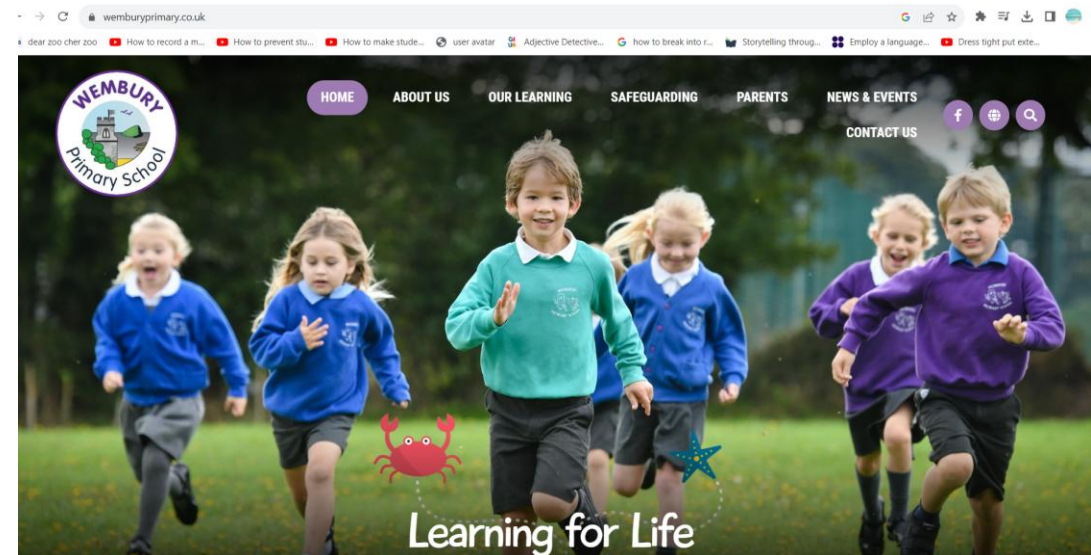 wemburyprimary.co.uk
dear zoo cher zoo How to record a m... How to prevent stu... How to make stude... user avatar Adjective Detective... how to break into r... Storytelling throug... Employ a language... Dress tight put exte...
WEMBURY
Primary School
HOME ABOUT US OUR LEARNING SAFEGUARDING PARENTS NEWS & EVENTS
CONTACT US
Learning for Life